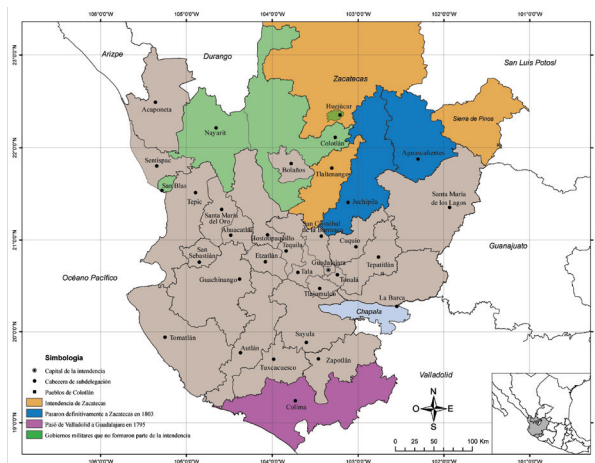 106°0'0"O 105°0'0"O 104°0'0"O 103°0'0"O 102°0'0"O 101°0'0"O
Arizpe
Durango
23°0'0"N
San Luis Potosí
Zacatecas
Acaponeta
Huejúcar
Sierra de Pinos
Nayarit
Colotlán
22°0'0"N
Sentispac
Bolaños
Tlaltenango
Aguascalientes
San Blas
Tepic
Juchipila
Santa María
de los Lagos
Santa María
del Oro
San Cristóbal
de la Barranca
Ahuacatlán
Hostotipaquillo
21°0'0"N
Tequila
Cuquío
Guanajuato
San
Sebastián
Etzatlán
Guadalajara
Tepatitlán
Océano Pacífico
Guachinango
Tala
Tonalá
Tlajomulco
La Barca
Chapala
20°0'0"N
Tomatlán
Sayula
Autlán
Tuxcacuesco
Zapotlán
Valladolid
Colima
19°0'0"N
Simbología
Capital de la intendencia
Cabecera de subdelegación
Pueblos de Colotlán
Intendencia de Zacatecas
Pasaron definitivamente a Zacatecas en 1803
Pasó de Valladolid a Guadalajara en 1795
Gobiernos militares que no formaron parte de la intendencia
N
O E
S
0 25 50 100 Km
106°0'0"O 105°0'0"O 104°0'0"O 103°0'0"O 102°0'0"O 101°0'0"O